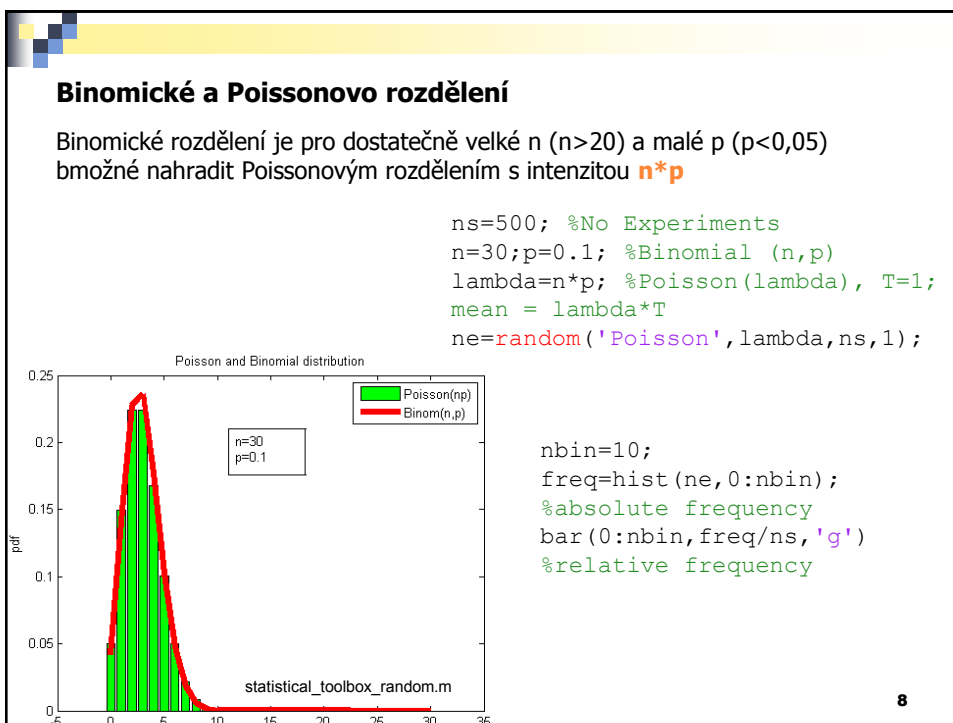 Binomické a Poissonovo rozdělení
Binomické rozdělení je pro dostatečně velké n (n>20) a malé p (p<0,05)
bmožné nahradit Poissonovým rozdělením s intenzitou n*p
ns=500; %No Experiments
n=30;p=0.1; %Binomial (n,p)
lambda=n*p; %Poisson(lambda), T=1;
mean = lambda*T
ne=random('Poisson',lambda,ns,1);
Poisson and Binomial distribution
Poisson(np)
Binom(n,p)
n=30
p=0.1
pdf
0.25
0.2
0.15
0.1
0.05
0
-5 0 5 10 15 20 25 30 35
statistical_toolbox_random.m
nbin=10;
freq=hist(ne,0:nbin);
%absolute frequency
bar(0:nbin,freq/ns,'g')
%relative frequency
8